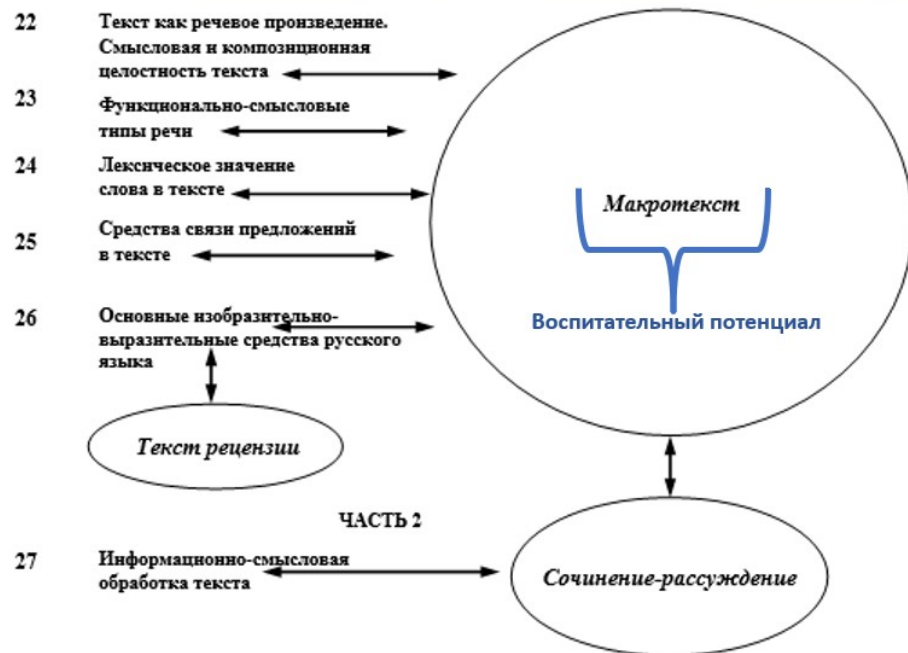 22 Текст как речевое произведение.
Смысловая и композиционная
целостность текста
23 Функционально-смысловые
типы речи
24 Лексическое значение
слова в тексте
Макротекст
25 Средства связи предложений
в тексте
26 Основные изобразительно-
выразительные средства русского
языка
Воспитательный потенциал
Текст рецензии
ЧАСТЬ 2
27 Информационно-смысловая
обработка текста
Сочинение-рассуждение